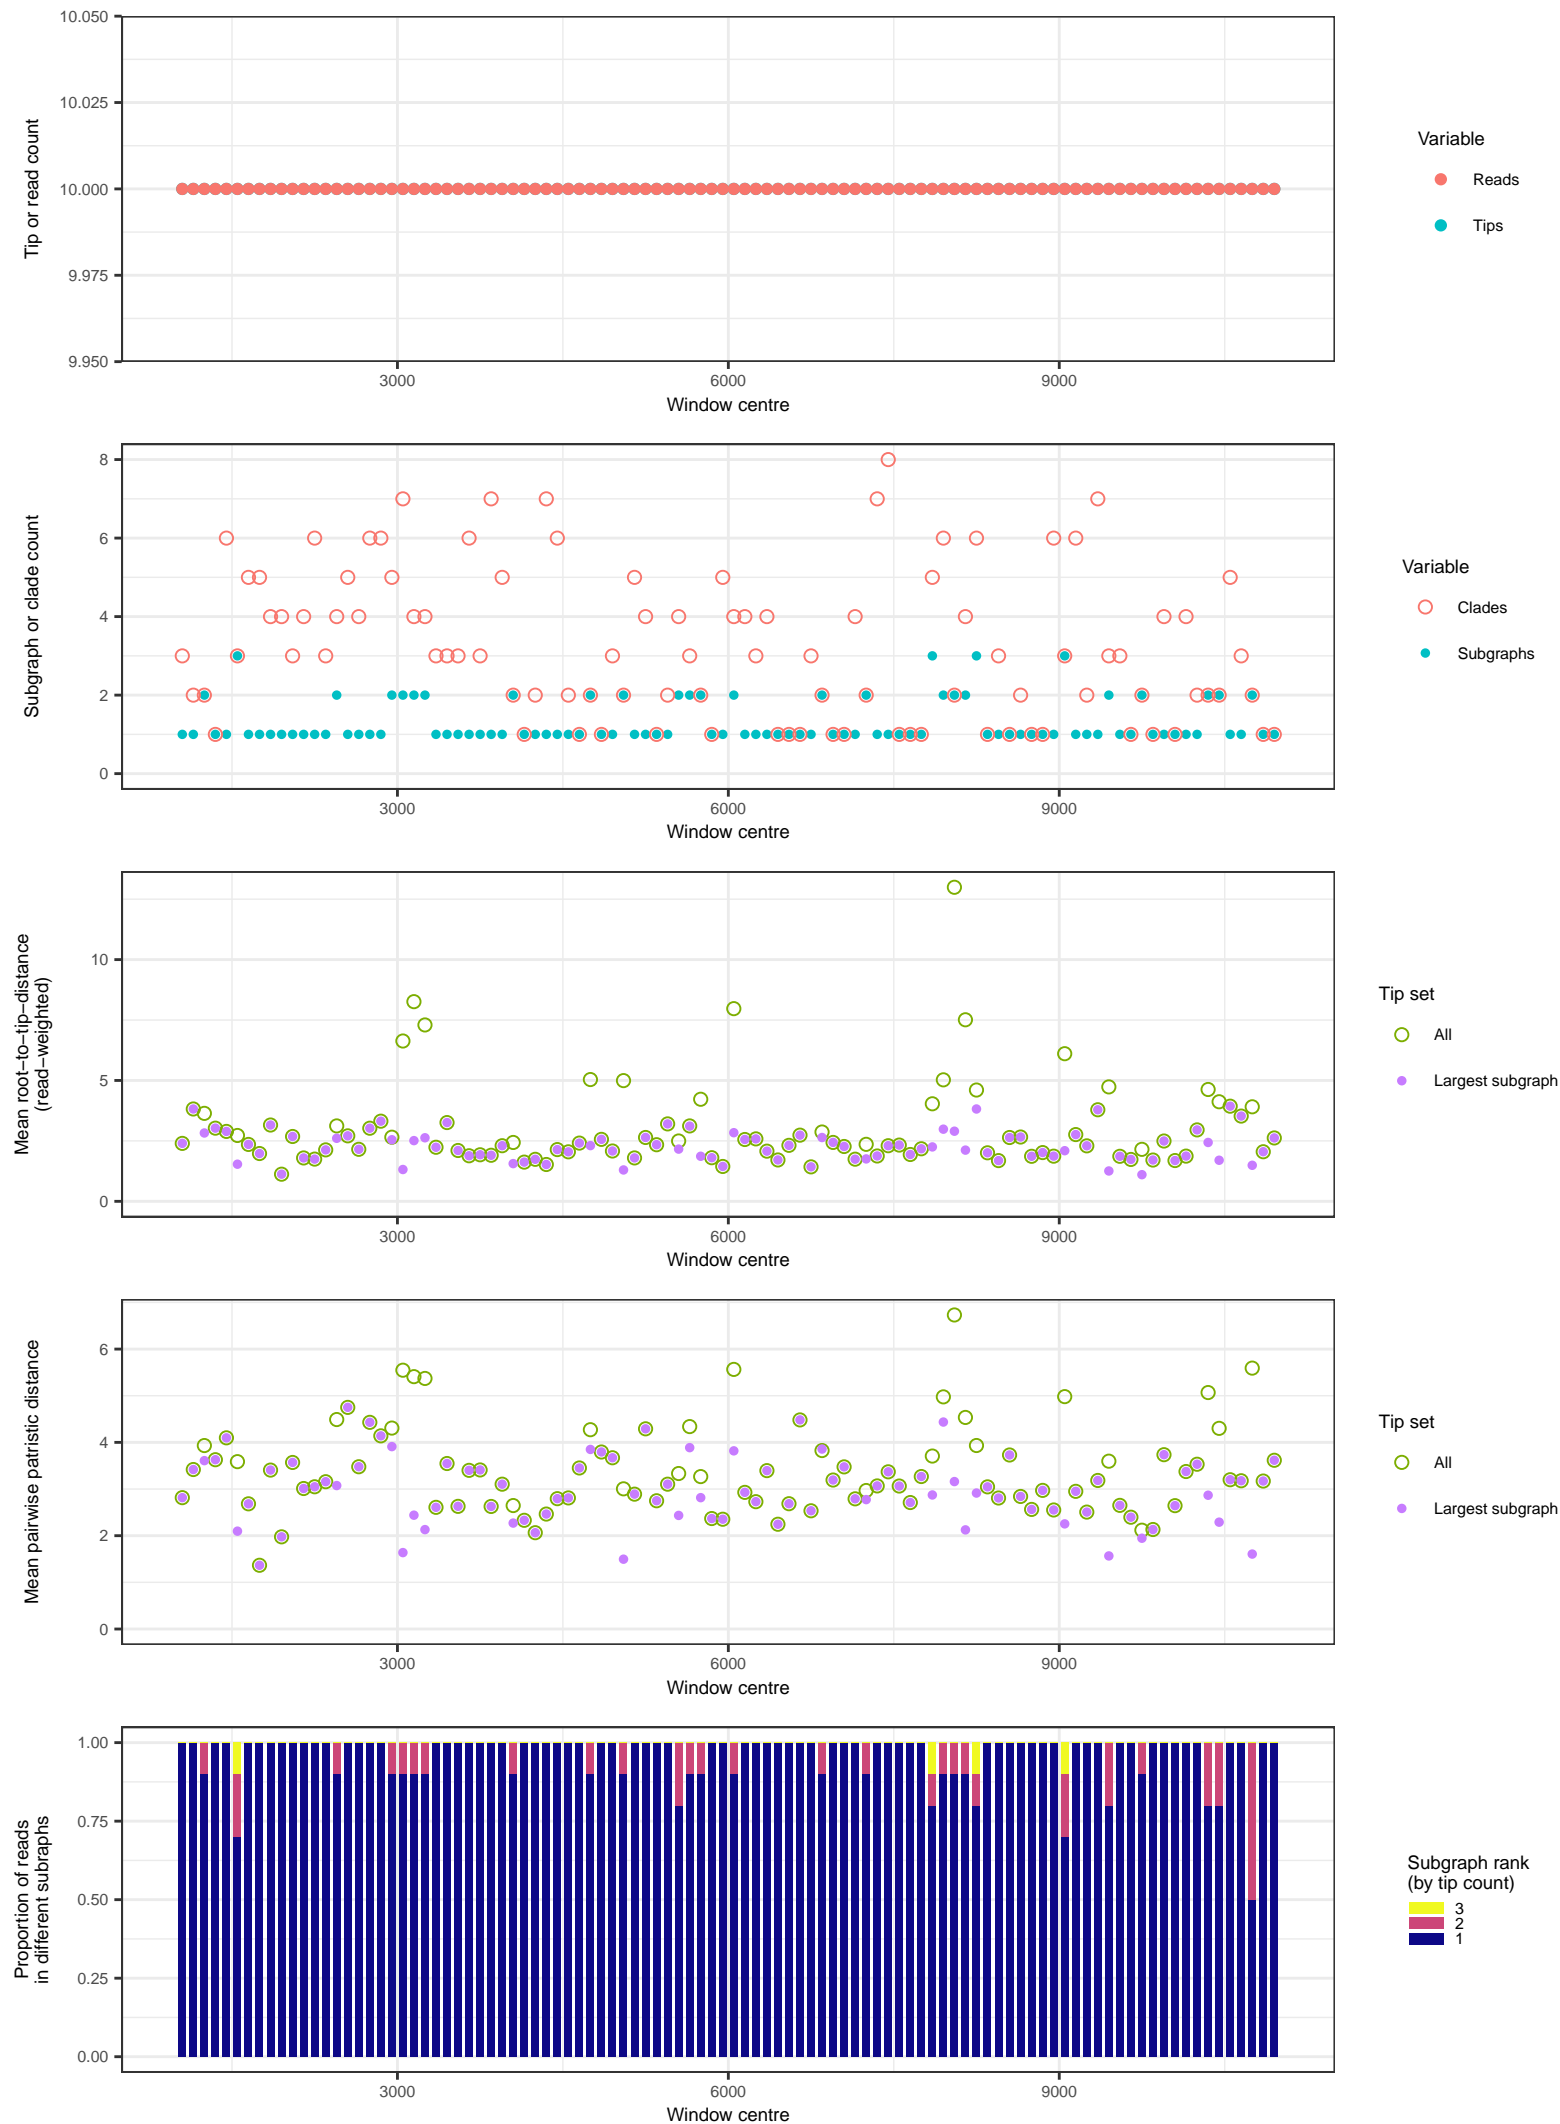 10.050
10.025
10.000
9.975
9.950
Tip or read count
3000
6000
9000
Window centre
Variable
Reads
Tips
8
6
4
2
0
Subgraph or clade count
3000
6000
9000
Window centre
Variable
Clades
Subgraphs
10
5
0
Mean root−to−tip−distance
(read−weighted)
3000
6000
9000
Window centre
Tip set
All
Largest subgraph
6
4
2
0
Mean pairwise patristic distance
3000
6000
9000
Window centre
Tip set
All
Largest subgraph
1.00
0.75
0.50
0.25
0.00
Proportion of reads
in different subraphs
3000
6000
9000
Window centre
Subgraph rank
(by tip count)
3
2
1